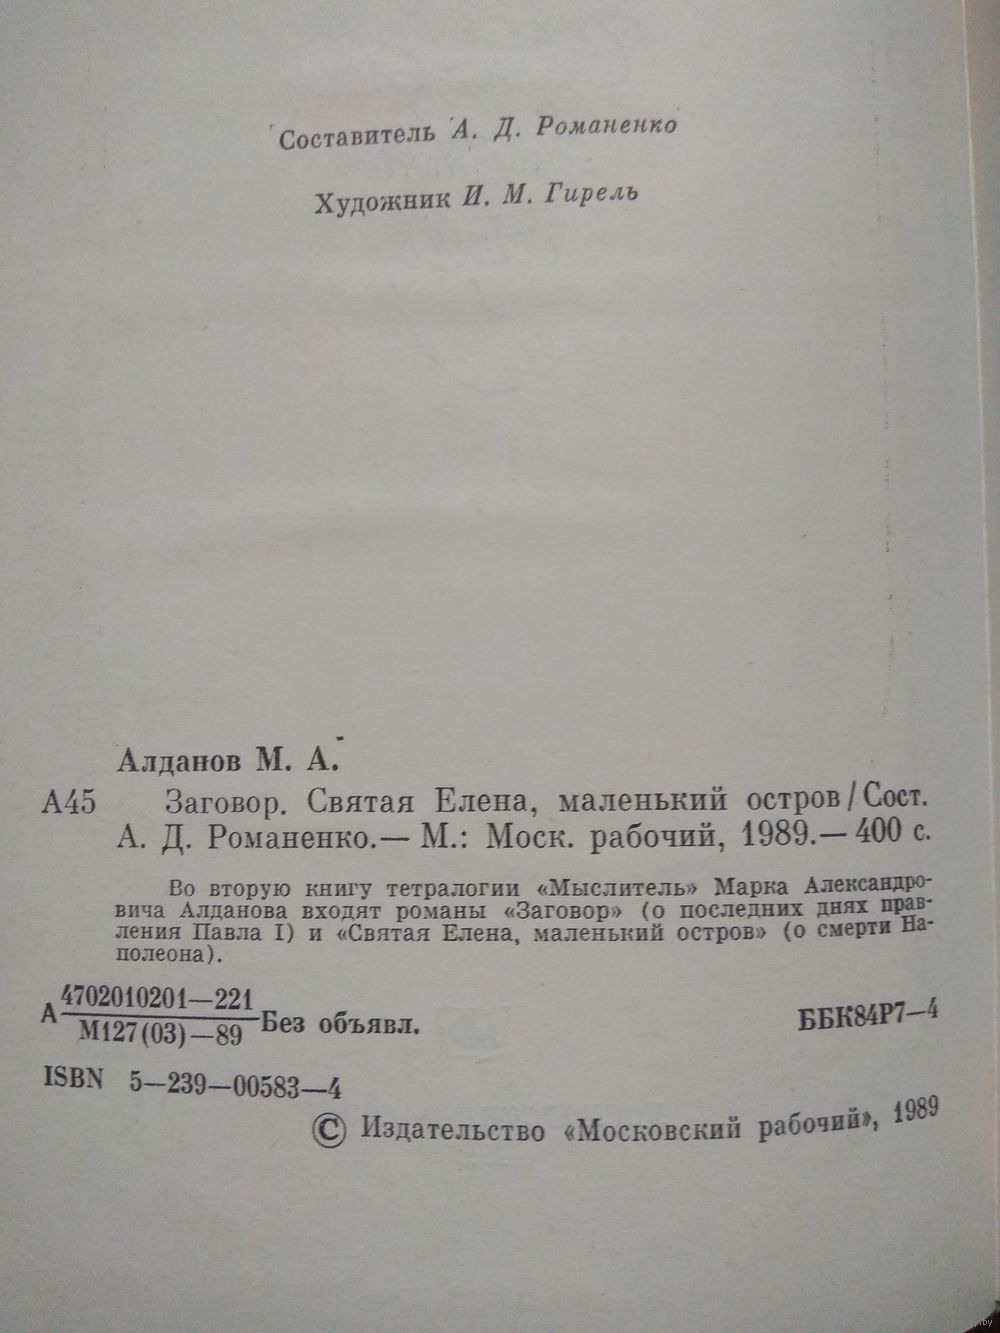 Составитель А. Д. Романенко
Художник И. М. Гирель
Алданов М. А.
А45 Заговор. Святая Елена, маленький остров / Сост.
А. Д. Романенко.— М.: Моск. рабочий, 1989.— 400 с.
Во вторую книгу тетралогии «Мыслитель» Марка Александро-
вича Алданова входят романы «Заговор» (о последних днях прав-
ления Павла I) и «Святая Елена, маленький остров» (о смерти На-
полеона).
4702010201—221
А М127(03)—89 Без объявл. ББК84Р7—4
ISBN 5—239—00583—4
© Издательство «Московский рабочий», 1989